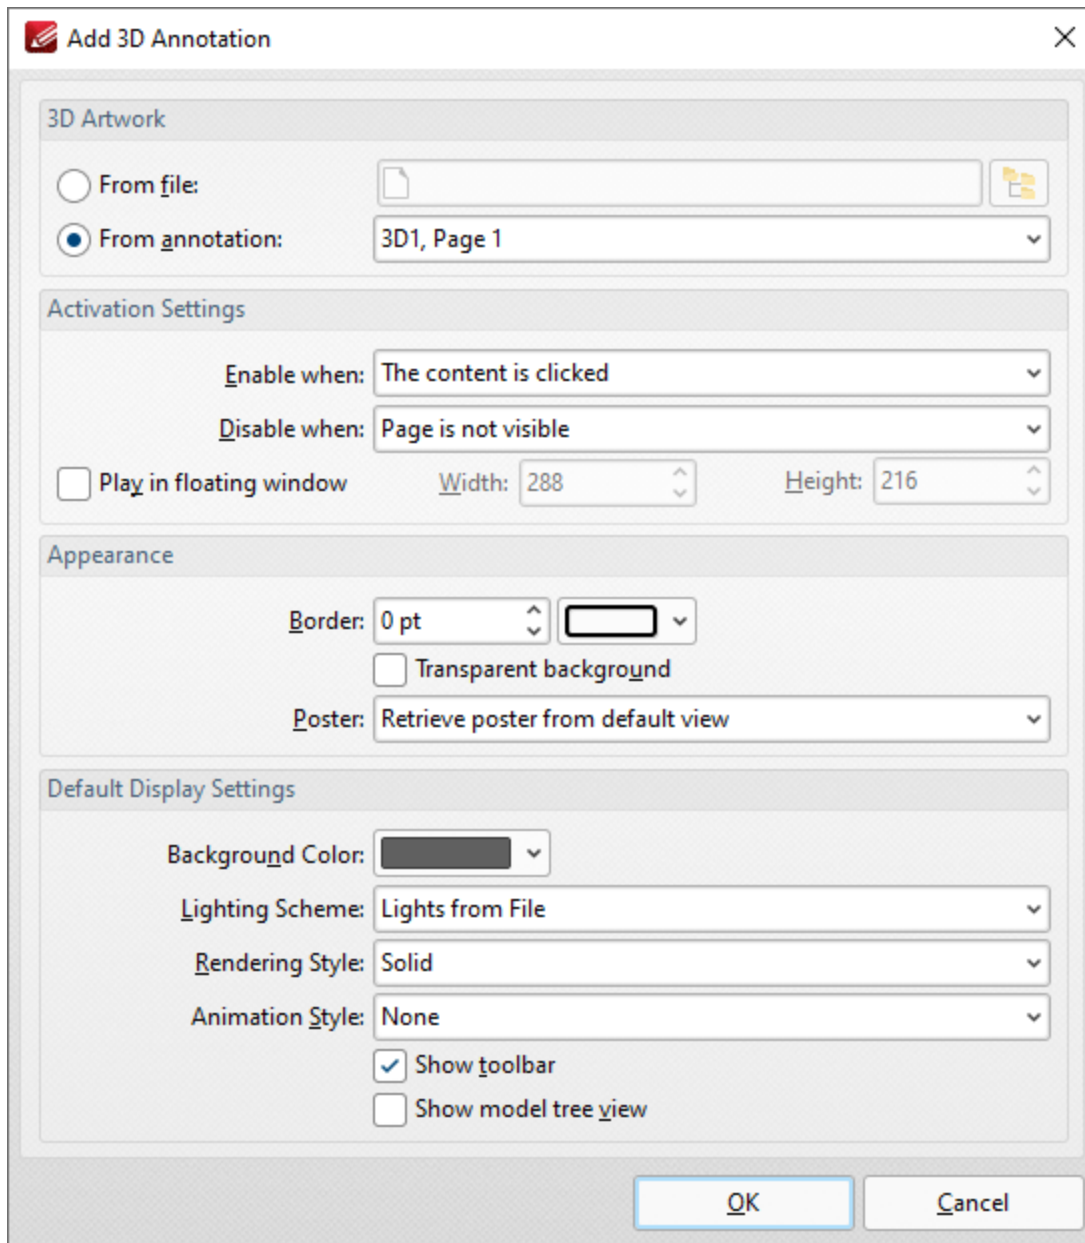 Add 3D Annotation
3D Artwork
From file:
From annotation: 3D1, Page 1
Activation Settings
Enable when: The content is clicked
Disable when: Page is not visible
Play in floating window Width: 288 Height: 216
Appearance
Border: 0 pt
Transparent background
Poster: Retrieve poster from default view
Default Display Settings
Background Color:
Lighting Scheme: Lights from File
Rendering Style: Solid
Animation Style: None
Show toolbar
Show model tree view
OK Cancel